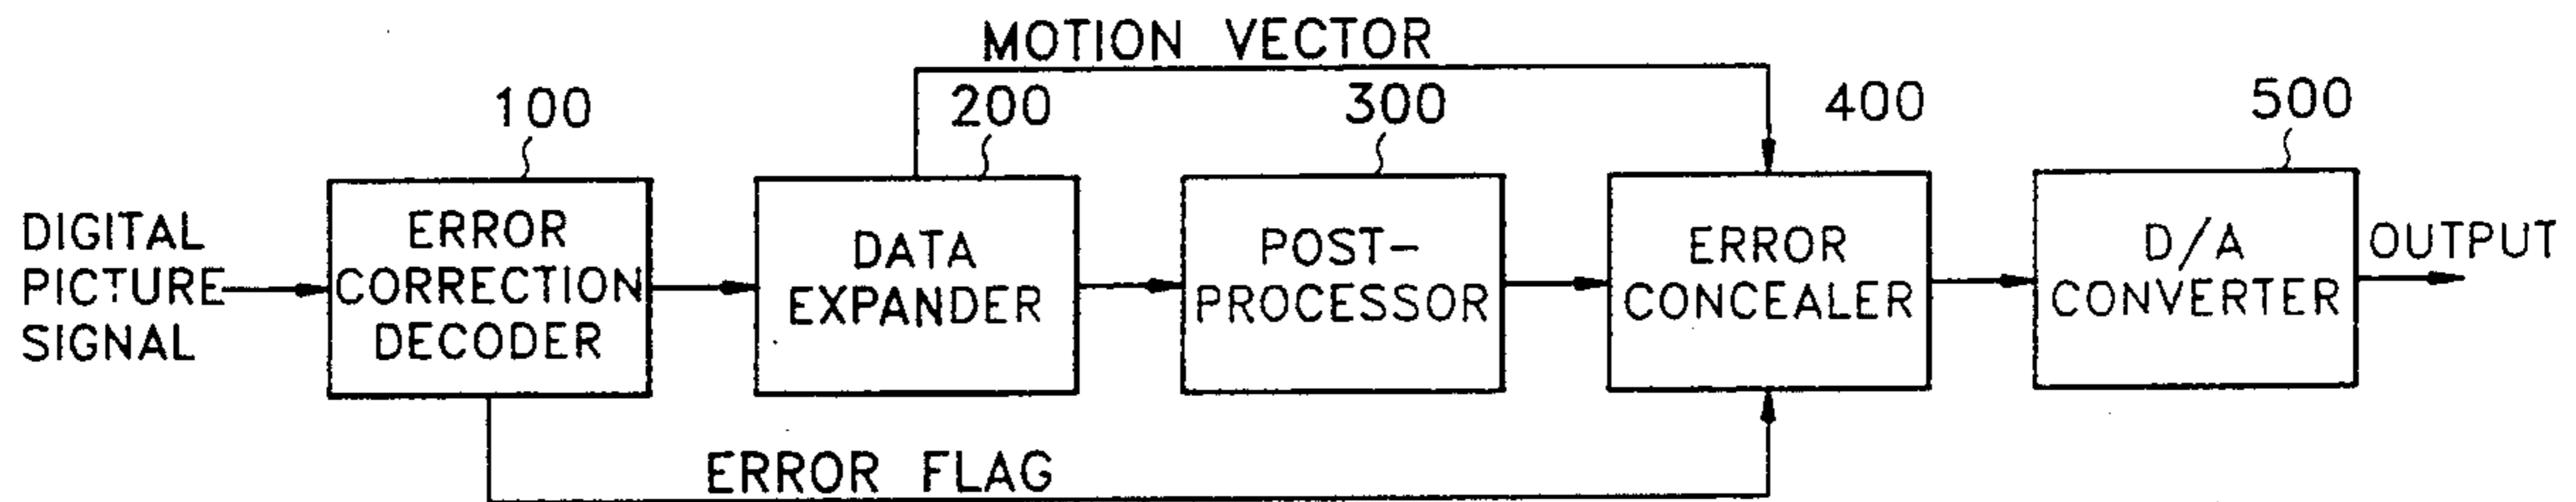 MOTION VECTOR
100
200
300
400
500
DIGITAL
PICTURE
SIGNAL
ERROR
CORRECTION
DECODER
DATA
EXPANDER
POST-
PROCESSOR
ERROR
CONCEALER
D/A
CONVERTER
OUTPUT
ERROR FLAG